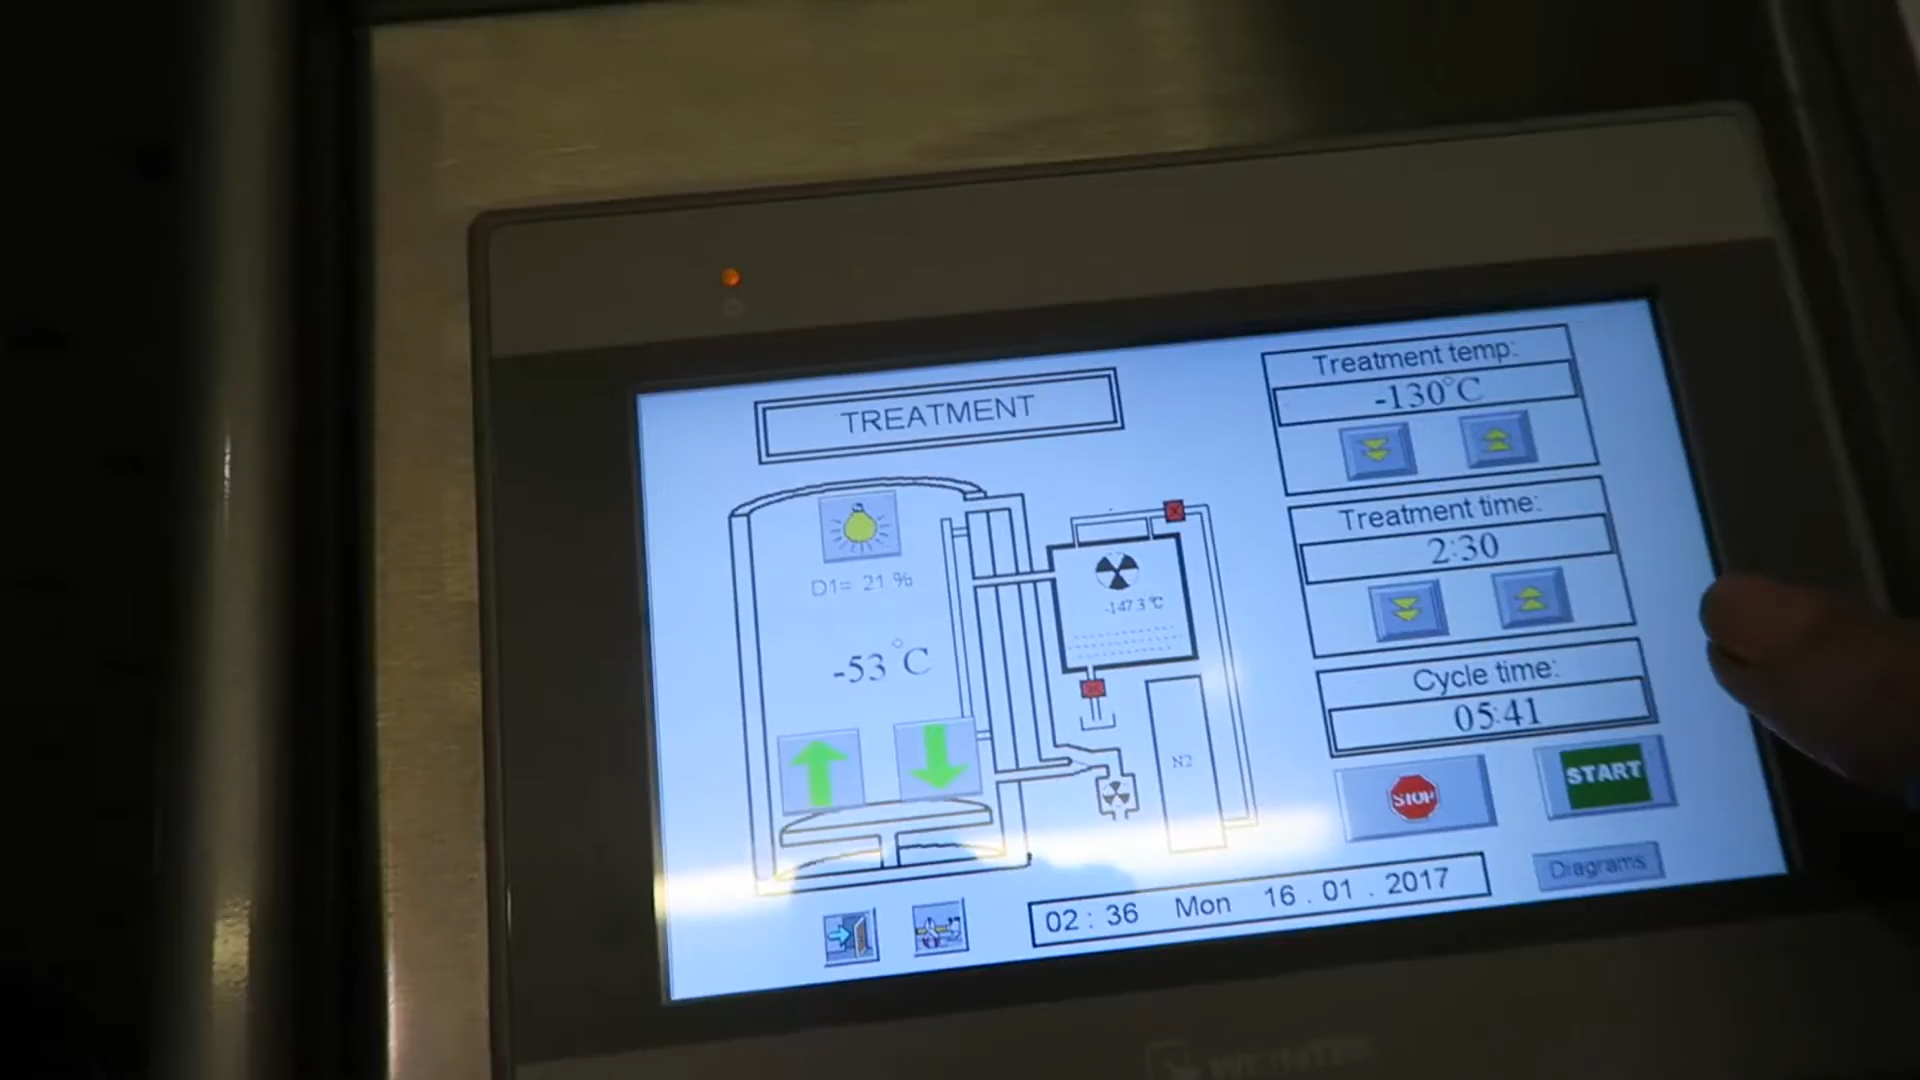 TREATMENT
D1= 21 %
-53°C
-147.3 °C
N2
Treatment temp:
-130°C
Treatment time:
2:30
Cycle time:
05:41
STOP
START
Diagrams
02 : 36 Mon 16 . 01 . 2017